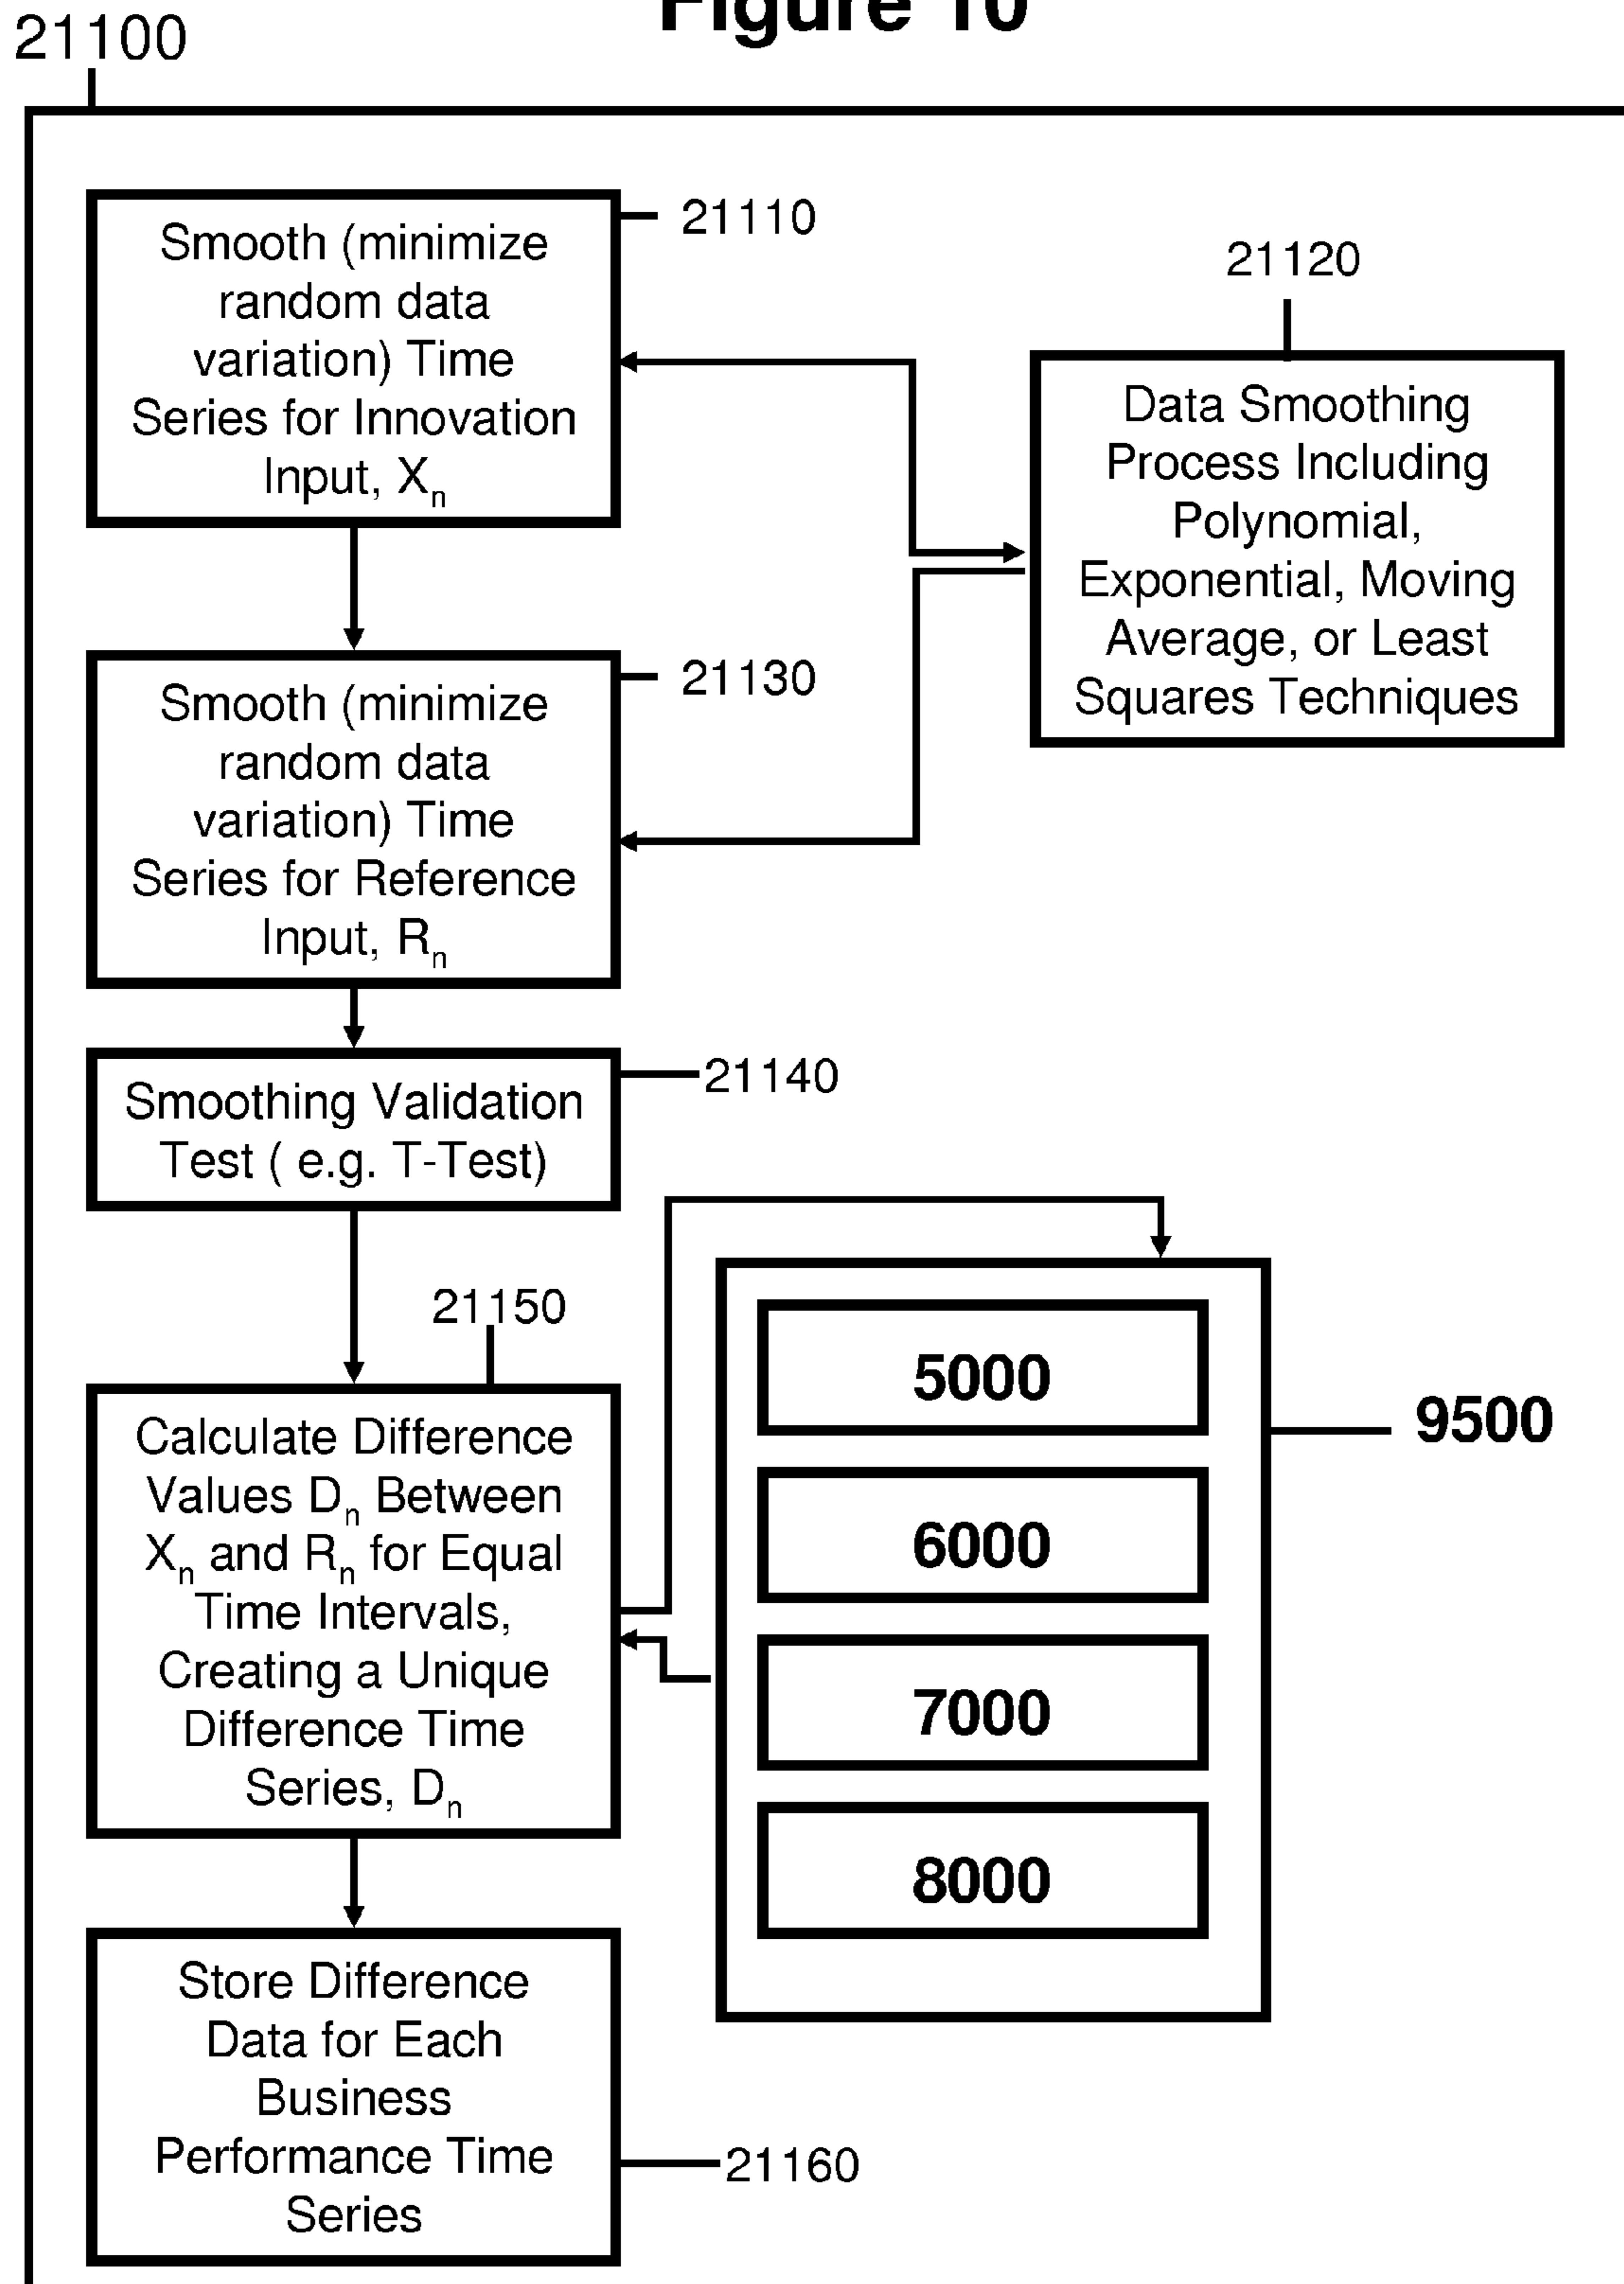 Figure 10
21100
21110
Smooth (minimize
random data
variation) Time
Series for Innovation
Input, Xn
21120
Data Smoothing
Process Including
Polynomial,
Exponential, Moving
Average, or Least
Squares Techniques
21130
Smooth (minimize
random data
variation) Time
Series for Reference
Input, Rn
21140
Smoothing Validation
Test ( e.g. T-Test)
21150
Calculate Difference
Values Dn Between
Xn and Rn for Equal
Time Intervals,
Creating a Unique
Difference Time
Series, Dn
5000
6000
7000
8000
9500
Store Difference
Data for Each
Business
Performance Time
Series
21160